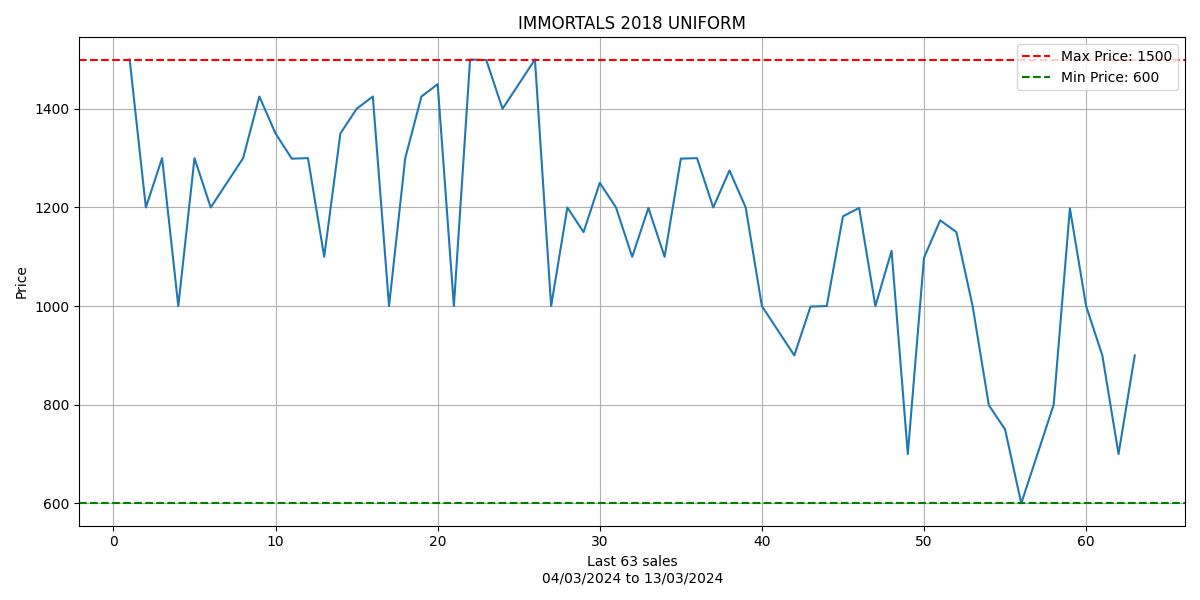 IMMORTALS 2018 UNIFORM
Max Price: 1500
Min Price: 600
Price
1400
1200
1000
800
600
0 10 20 30 40 50 60
Last 63 sales
04/03/2024 to 13/03/2024